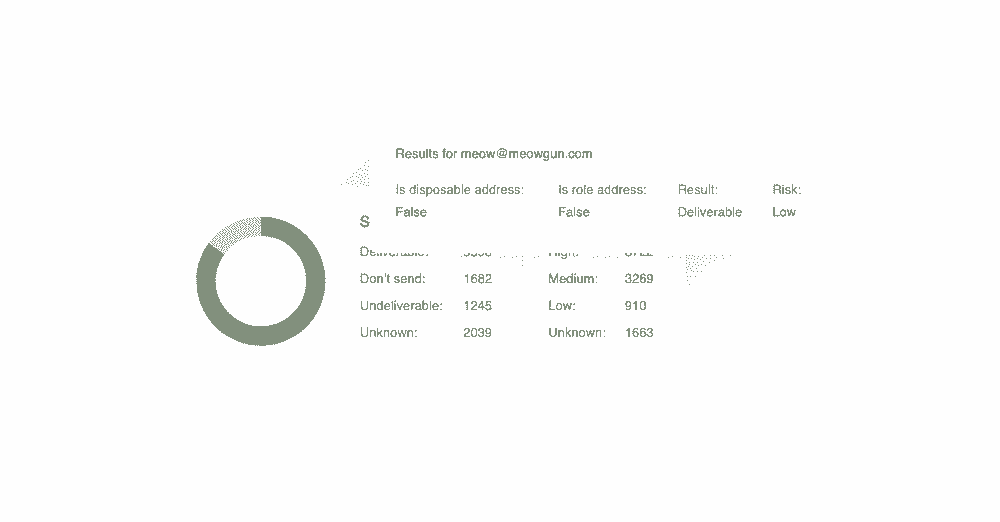 Results for meow@meowgun.com
Is disposable address: Is role address: Result: Risk:
False False Deliverable Low
S
Deliverable: High:
Don't send: 1682 Medium: 3269
Undeliverable: 1245 Low: 910
Unknown: 2039 Unknown: 1663